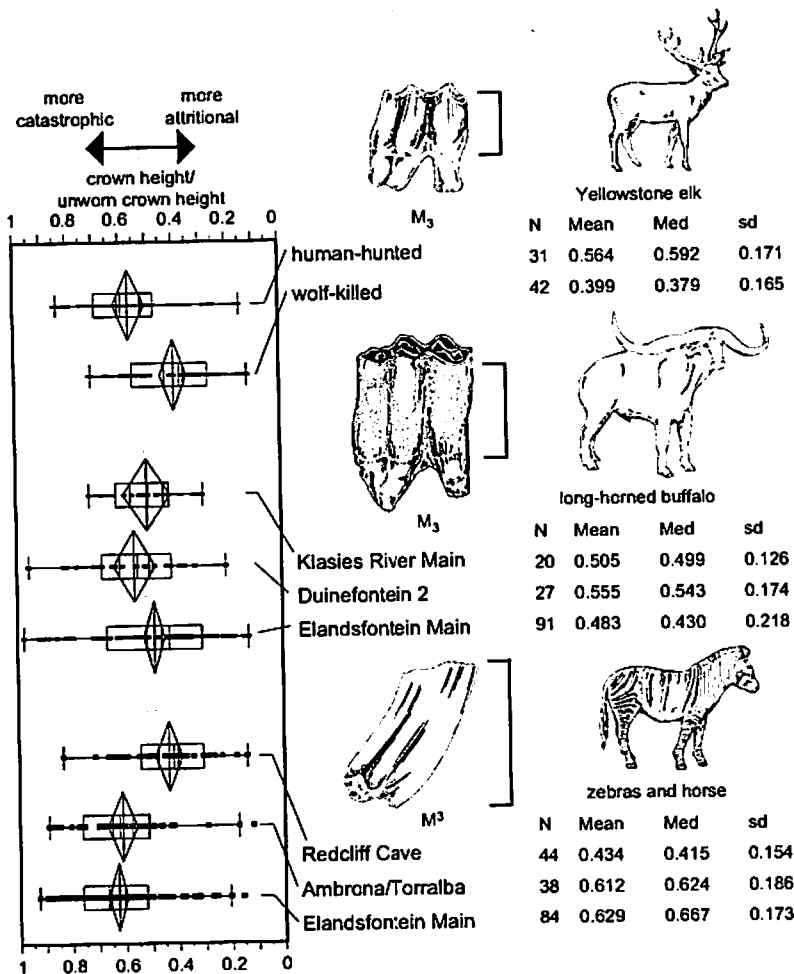 more
catastrophic
more
attritional
crown height/
unworn crown height
1 0.8 0.6 0.4 0.2 0
human-hunted
wolf-killed
Klasies River Main
Duinefontein 2
Elandsfontein Main
Redcliff Cave
Ambrona/Torralba
Elandsfontein Main
1 0.8 0.6 0.4 0.2 0
M3
Yellowstone elk
N Mean Med sd
31 0.564 0.592 0.171
42 0.399 0.379 0.165
M3
long-horned buffalo
N Mean Med sd
20 0.505 0.499 0.126
27 0.555 0.543 0.174
91 0.483 0.430 0.218
M³
zebras and horse
N Mean Med sd
44 0.434 0.415 0.154
38 0.612 0.624 0.186
84 0.629 0.667 0.173